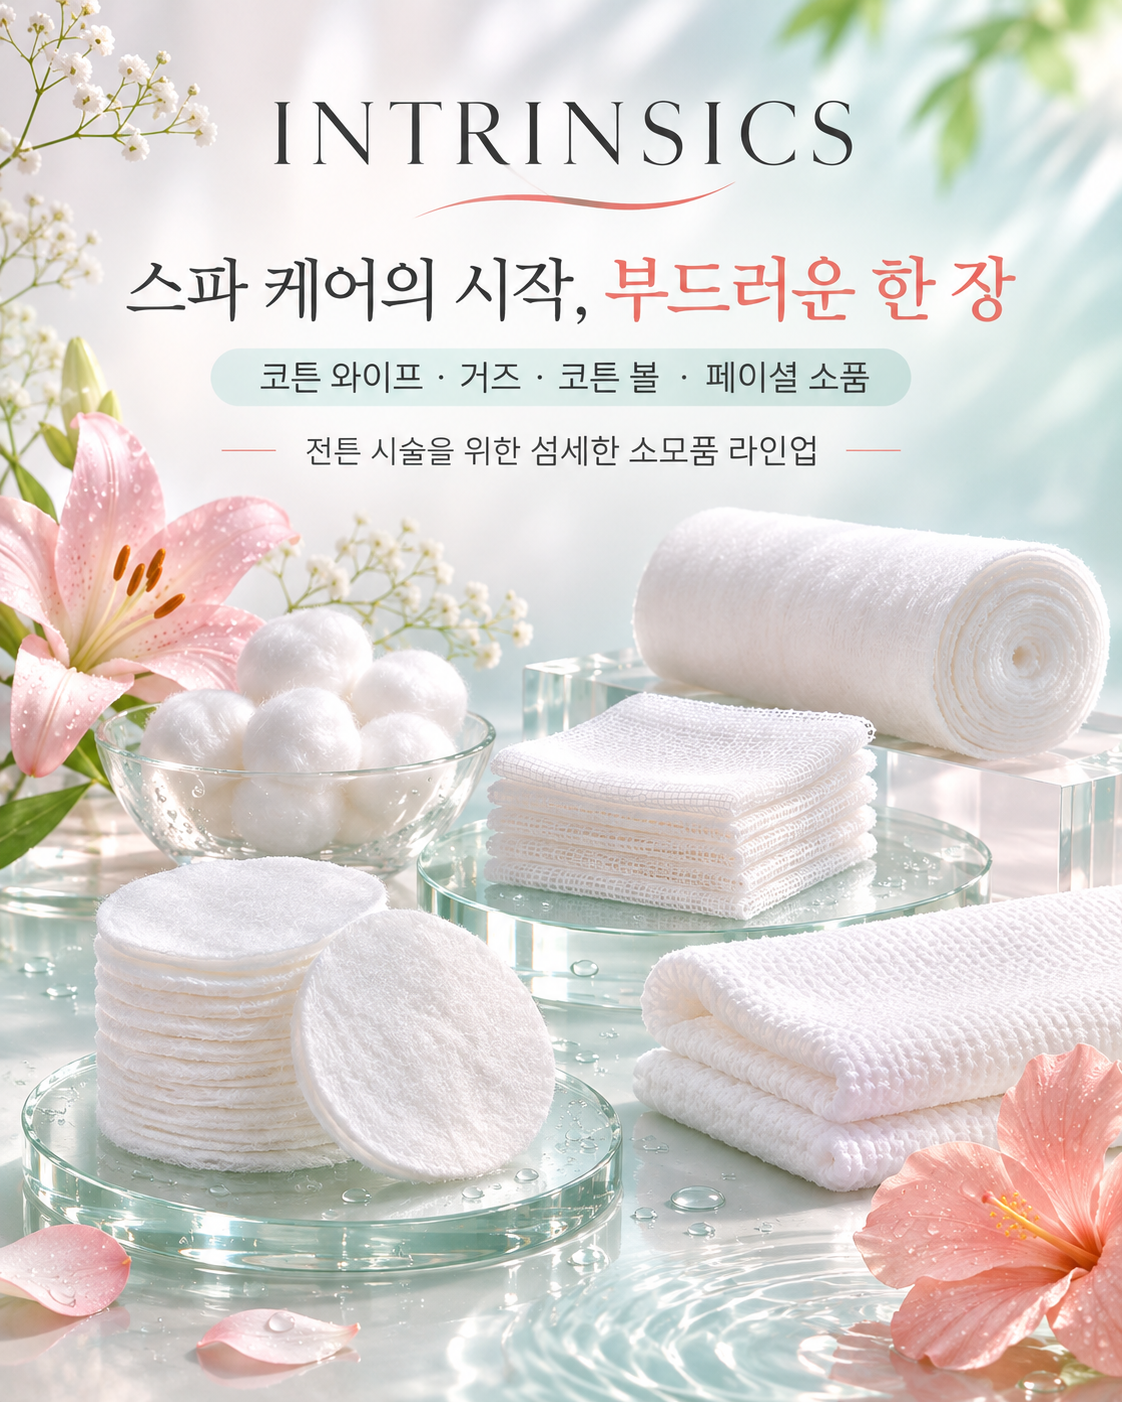 INTRINSICS
스파 케어의 시작, 부드러운 한 장
코튼 와이프 · 거즈 · 코튼 볼 · 페이셜 소품
전튼 시술을 위한 섬세한 소모품 라인업